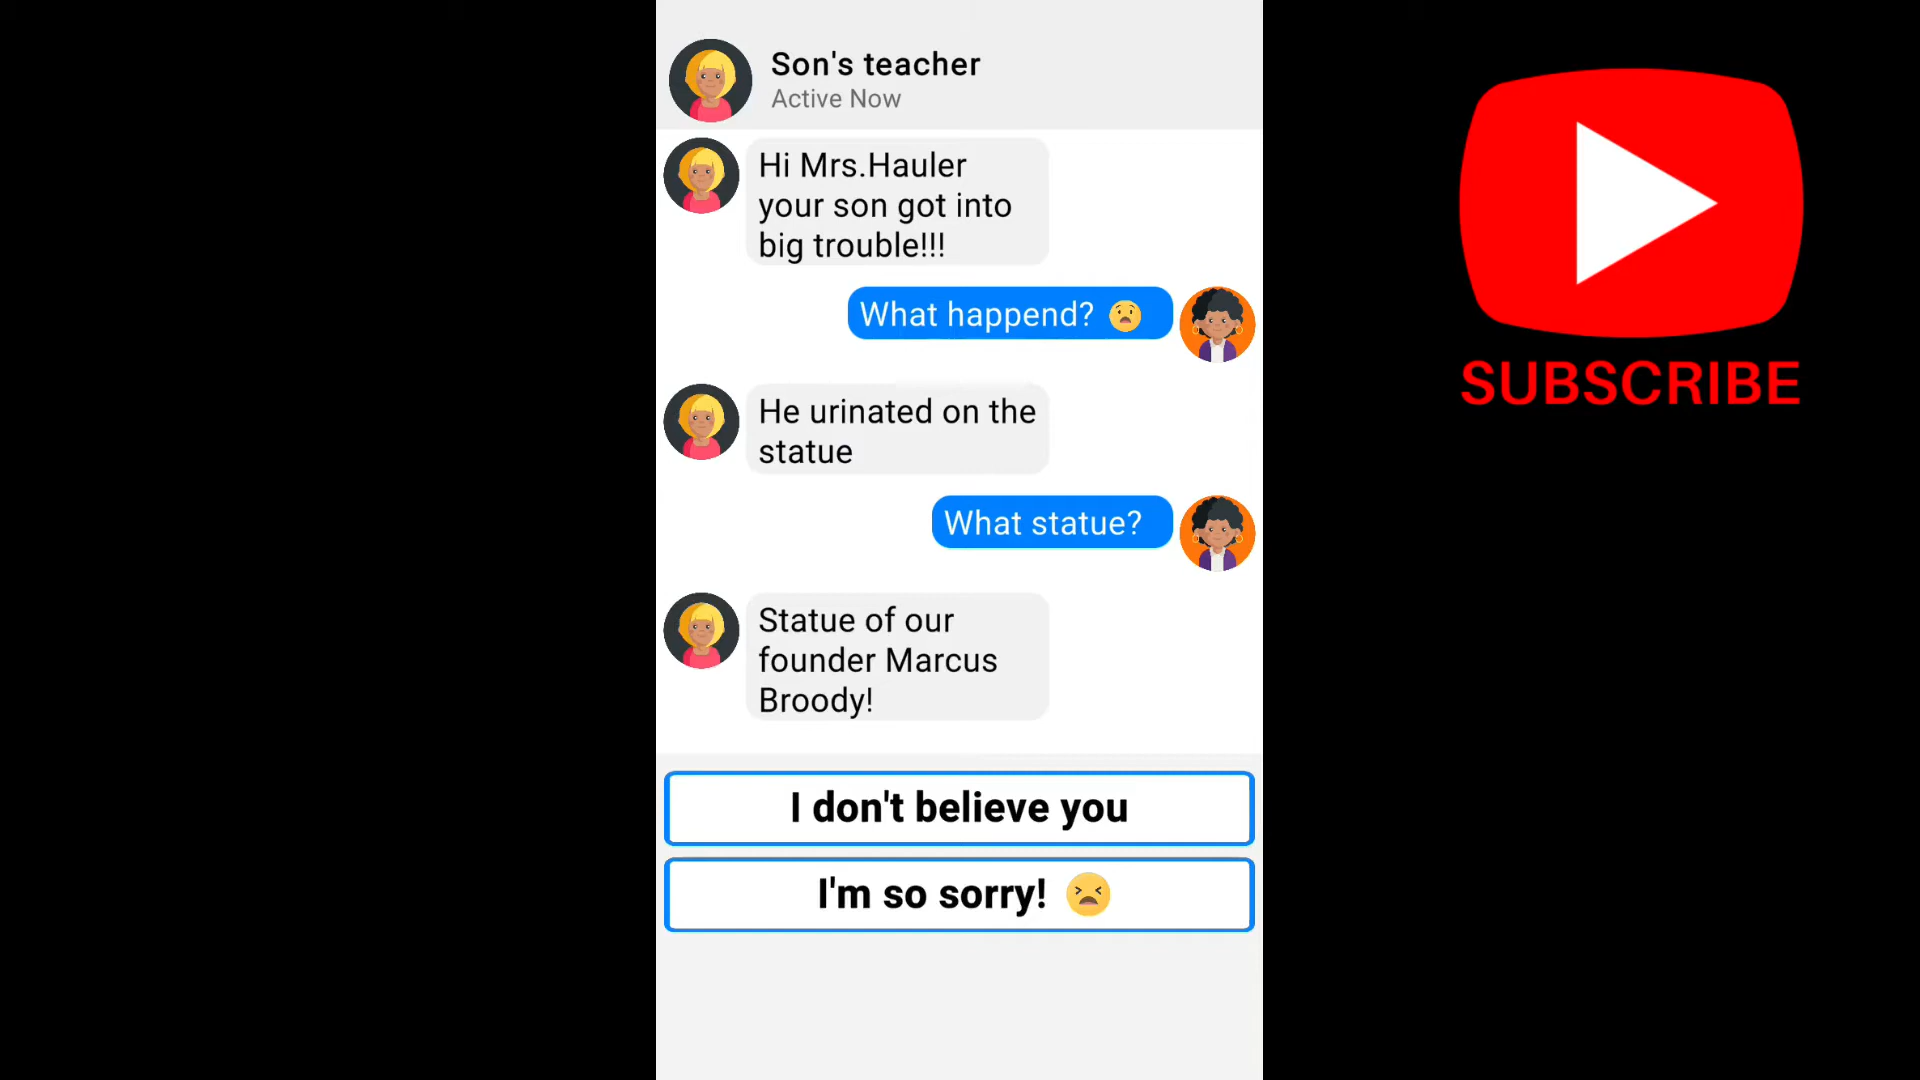 Son's teacher
Active Now
Hi Mrs.Hauler
your son got into
big trouble!!!
What happend? 😧
He urinated on the
statue
What statue?
Statue of our
founder Marcus
Broody!
I don't believe you
I'm so sorry! 😣
SUBSCRIBE